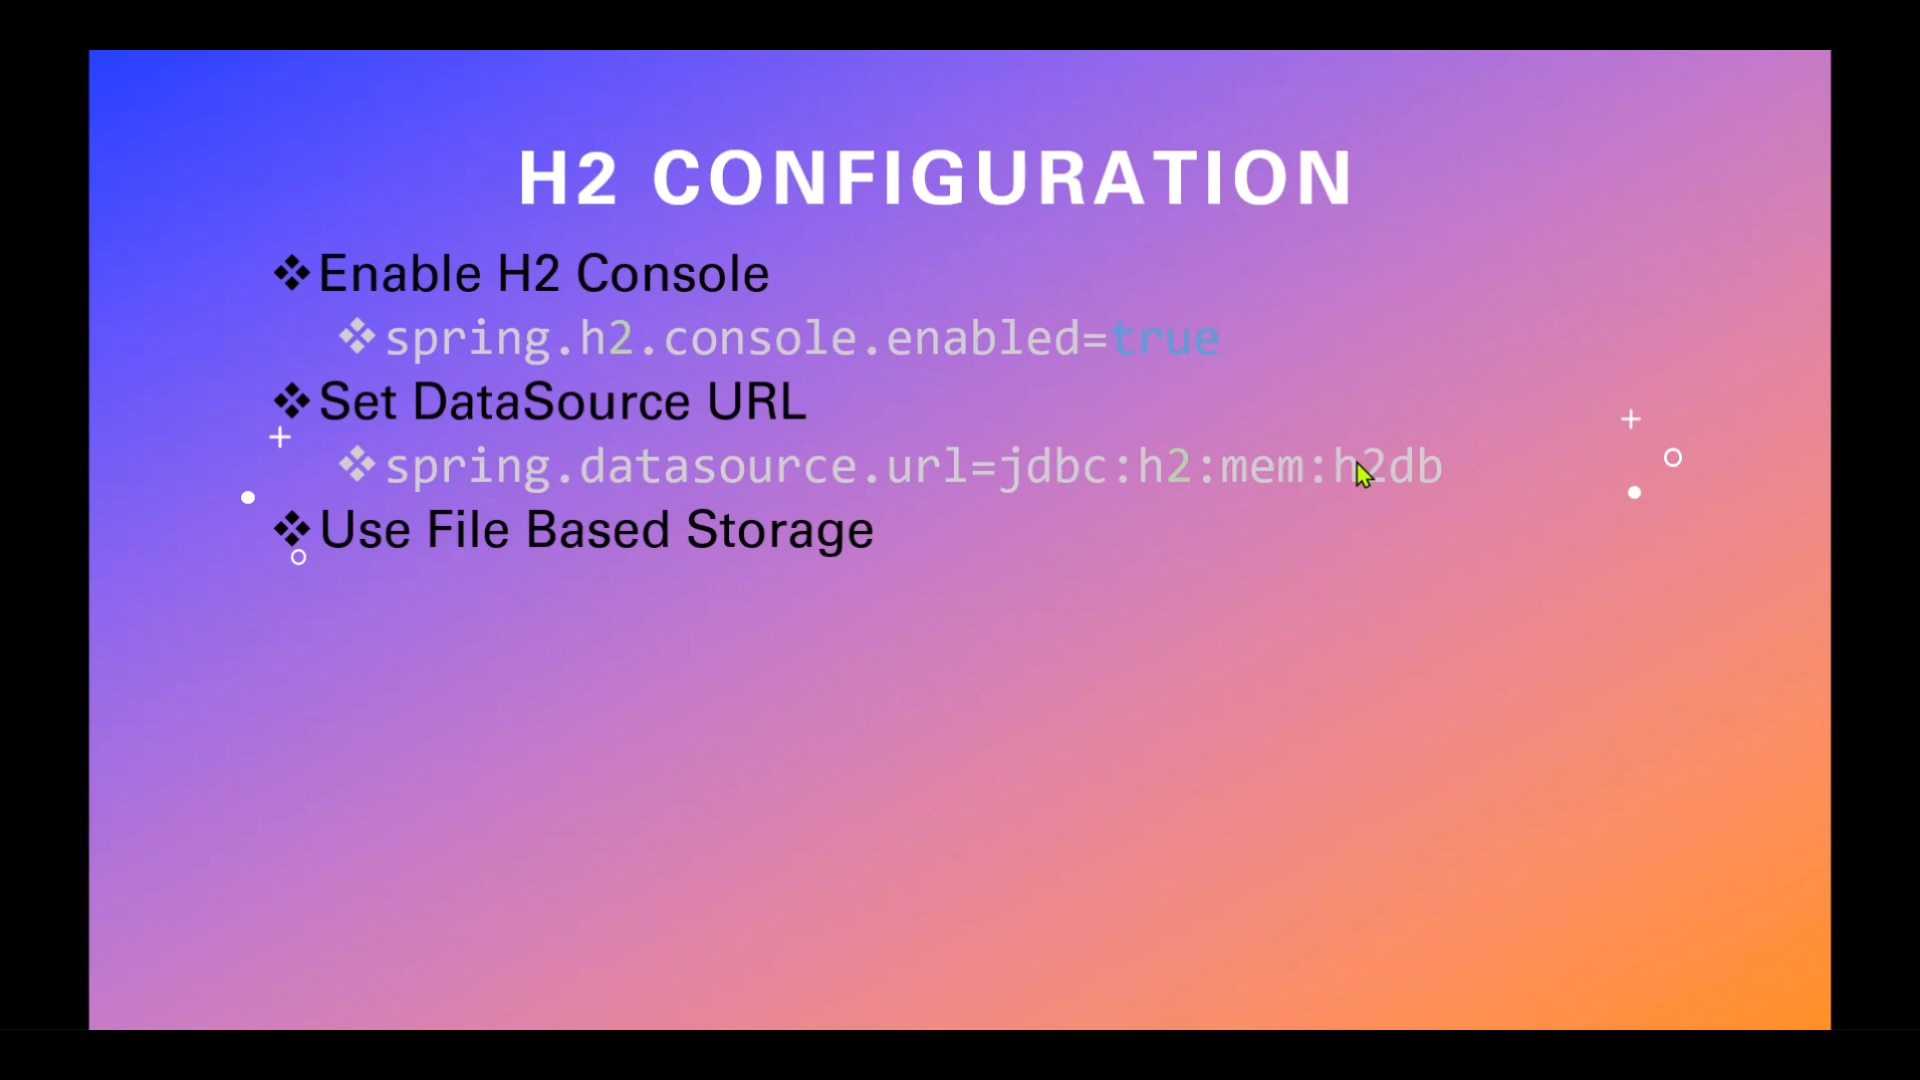 H2 CONFIGURATION
❖Enable H2 Console
❖spring.h2.console.enabled=true
❖Set DataSource URL
❖spring.datasource.url=jdbc:h2:mem:h2db
❖Use File Based Storage